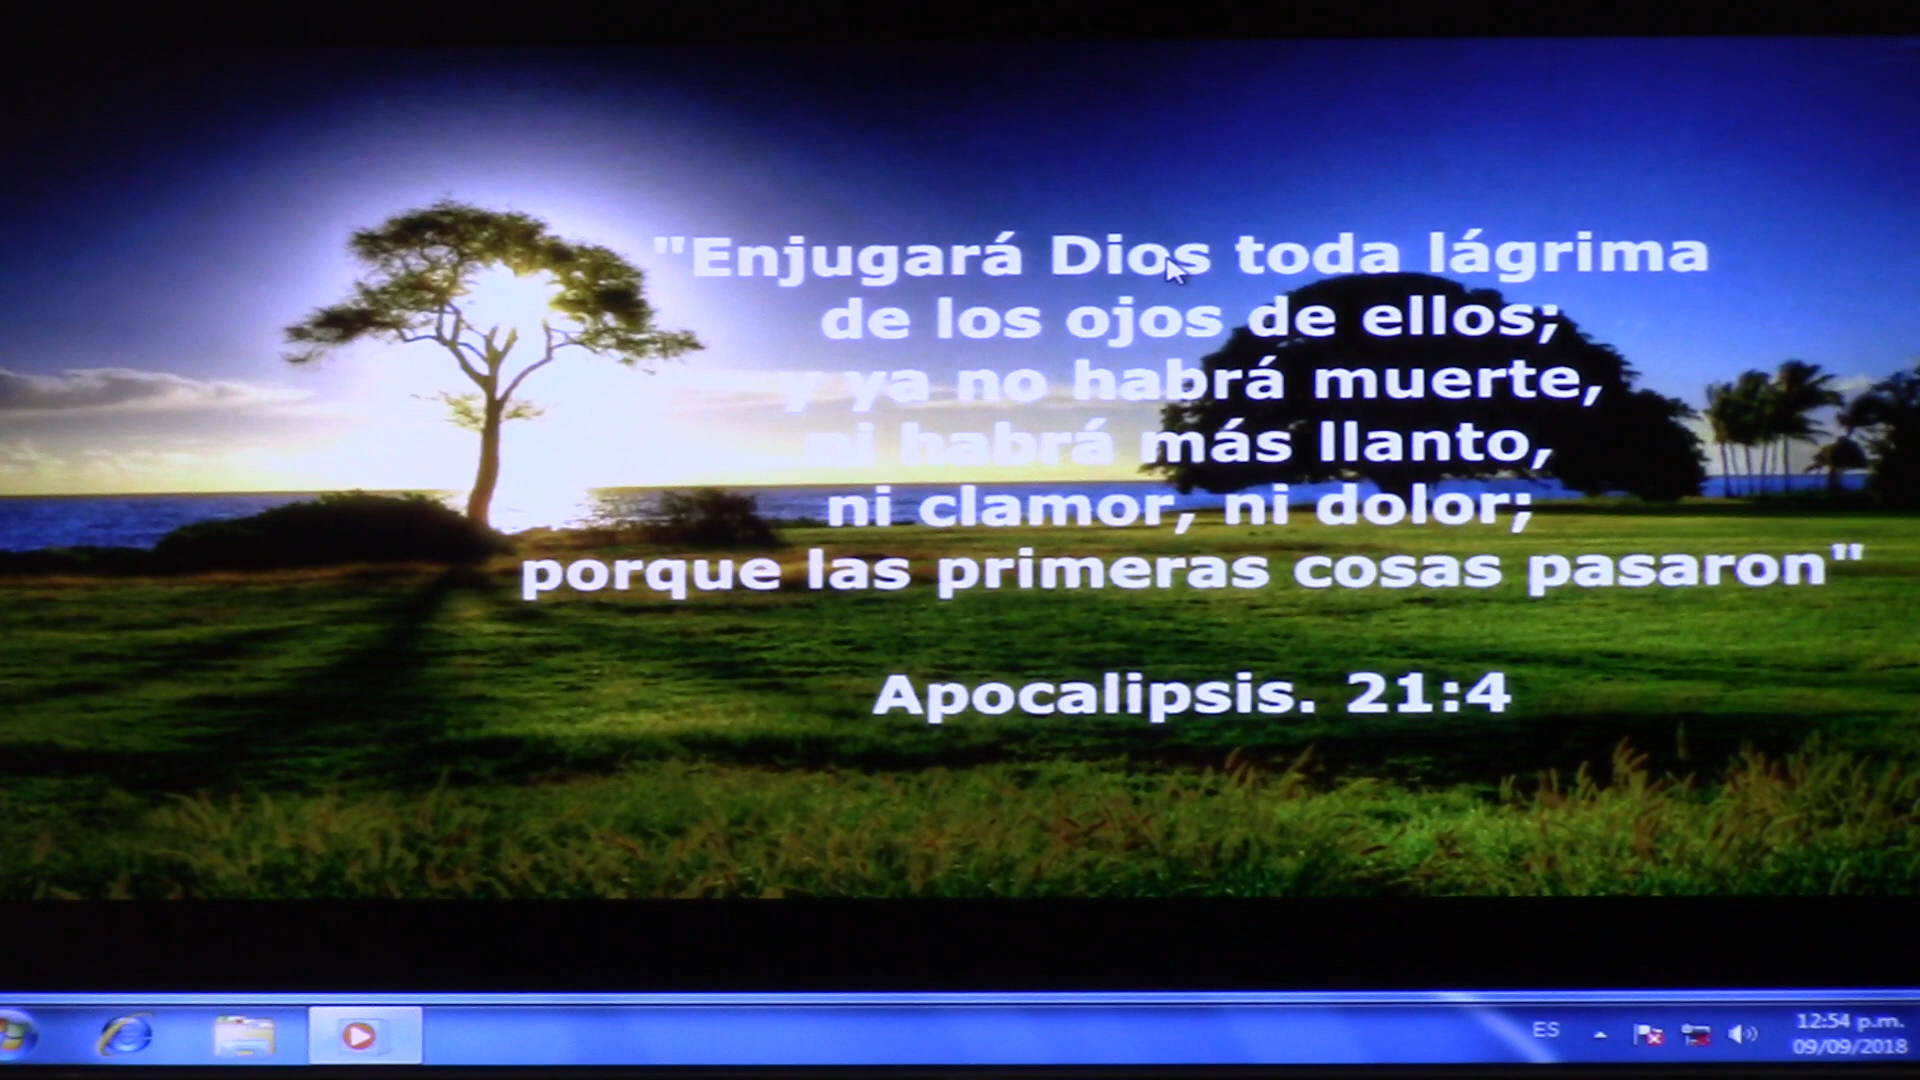 "Enjugará Dios toda lágrima
de los ojos de ellos;
y ya no habrá muerte,
ni habrá más llanto,
ni clamor, ni dolor;
porque las primeras cosas pasaron"
Apocalipsis. 21:4
ES
12:54 p.m.
09/09/2018